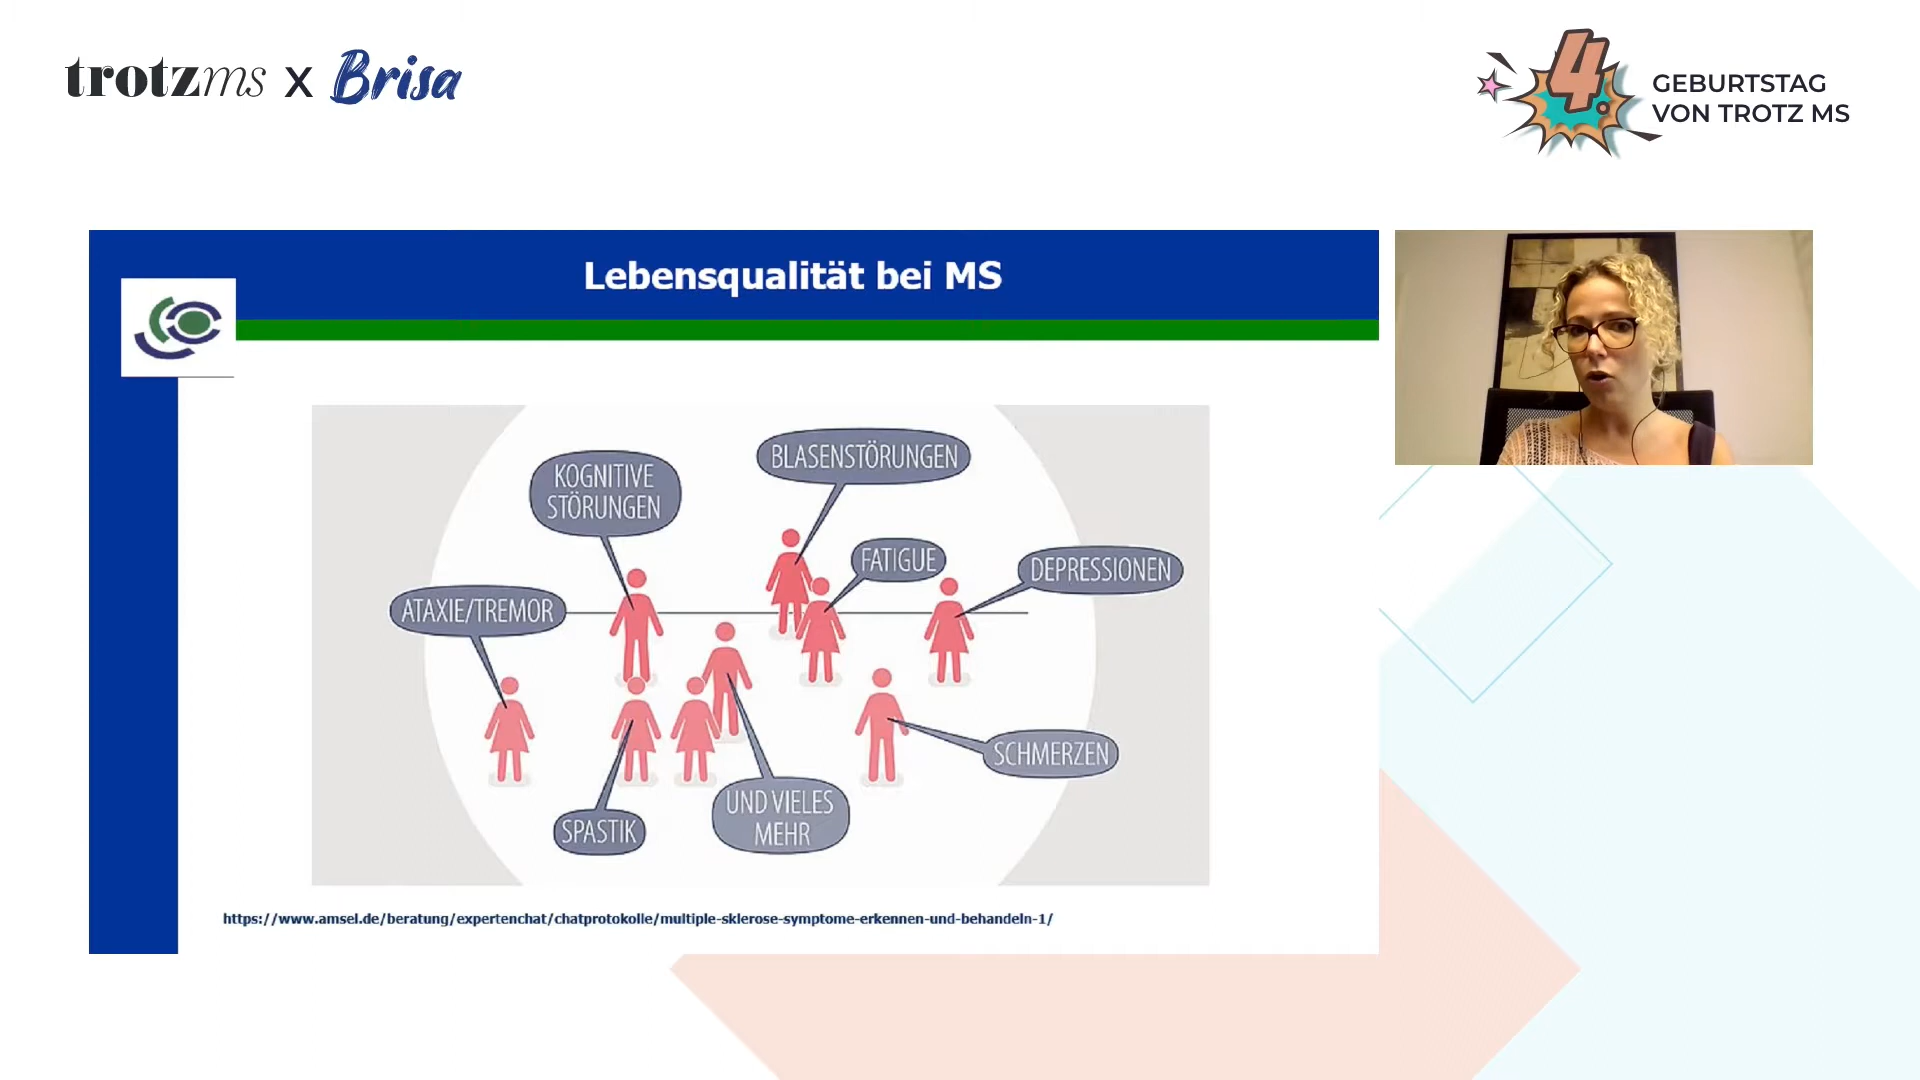 trotzms x Brisa
4.
GEBURTSTAG
VON TROTZ MS
Lebensqualität bei MS
KOGNITIVE
STÖRUNGEN
BLASENSTÖRUNGEN
FATIGUE
DEPRESSIONEN
ATAXIE/TREMOR
SCHMERZEN
SPASTIK
UND VIELES
MEHR
https://www.amsel.de/beratung/expertenchat/chatprotokolle/multiple-sklerose-symptome-erkennen-und-behandeln-1/